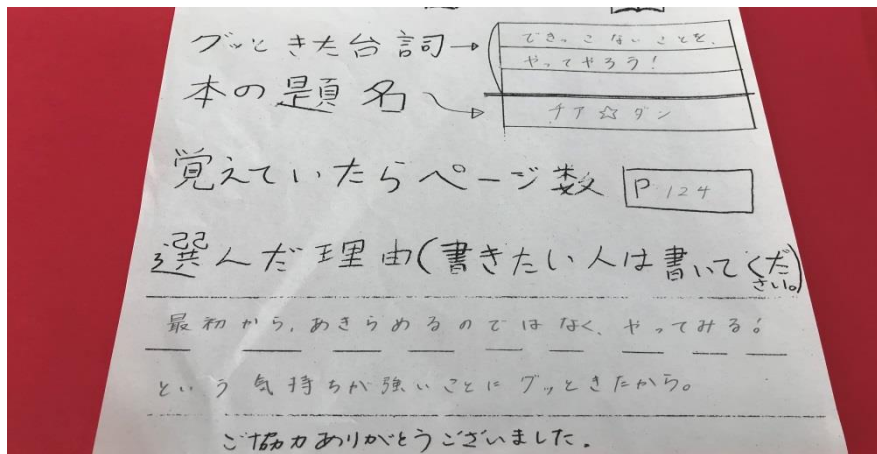 グッときた台詞→ できっこないことを、
やってやろう！
本の題名 チア☆ダン
覚えていたらページ数 P 124
選んだ理由(書きたい人は書いてください。)
最初から、あきらめるのではなく、やってみる！
という気持ちが強いことにグッときたから。
ご協力ありがとうございました。